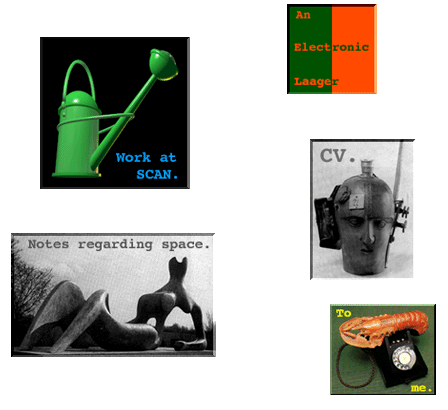 An
Electronic
Laager
Work at
SCAN.
CV.
Notes regarding space.
To
me.